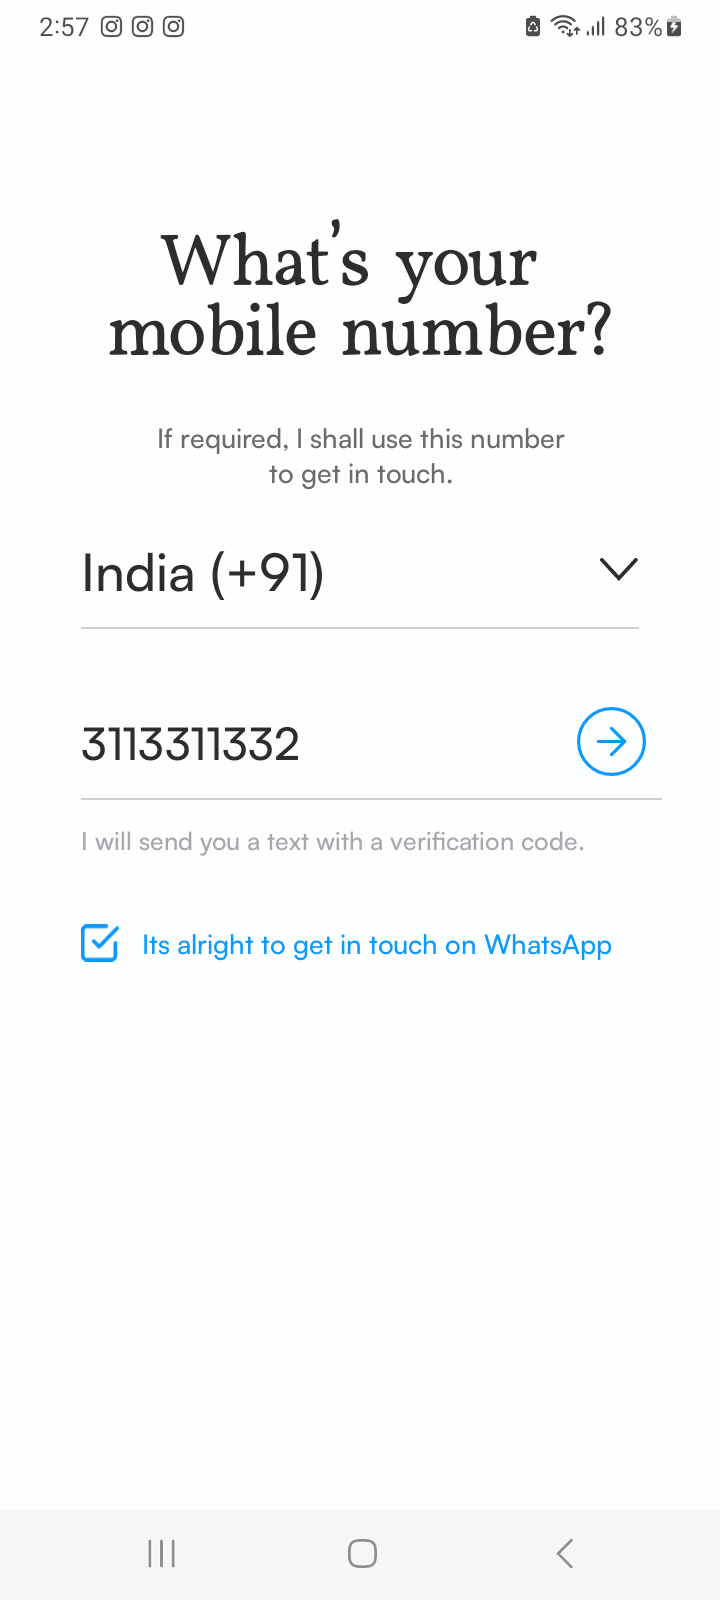 2:57
83%
What's your
mobile number?
If required, I shall use this number
to get in touch.
India (+91)
3113311332
I will send you a text with a verification code.
Its alright to get in touch on WhatsApp